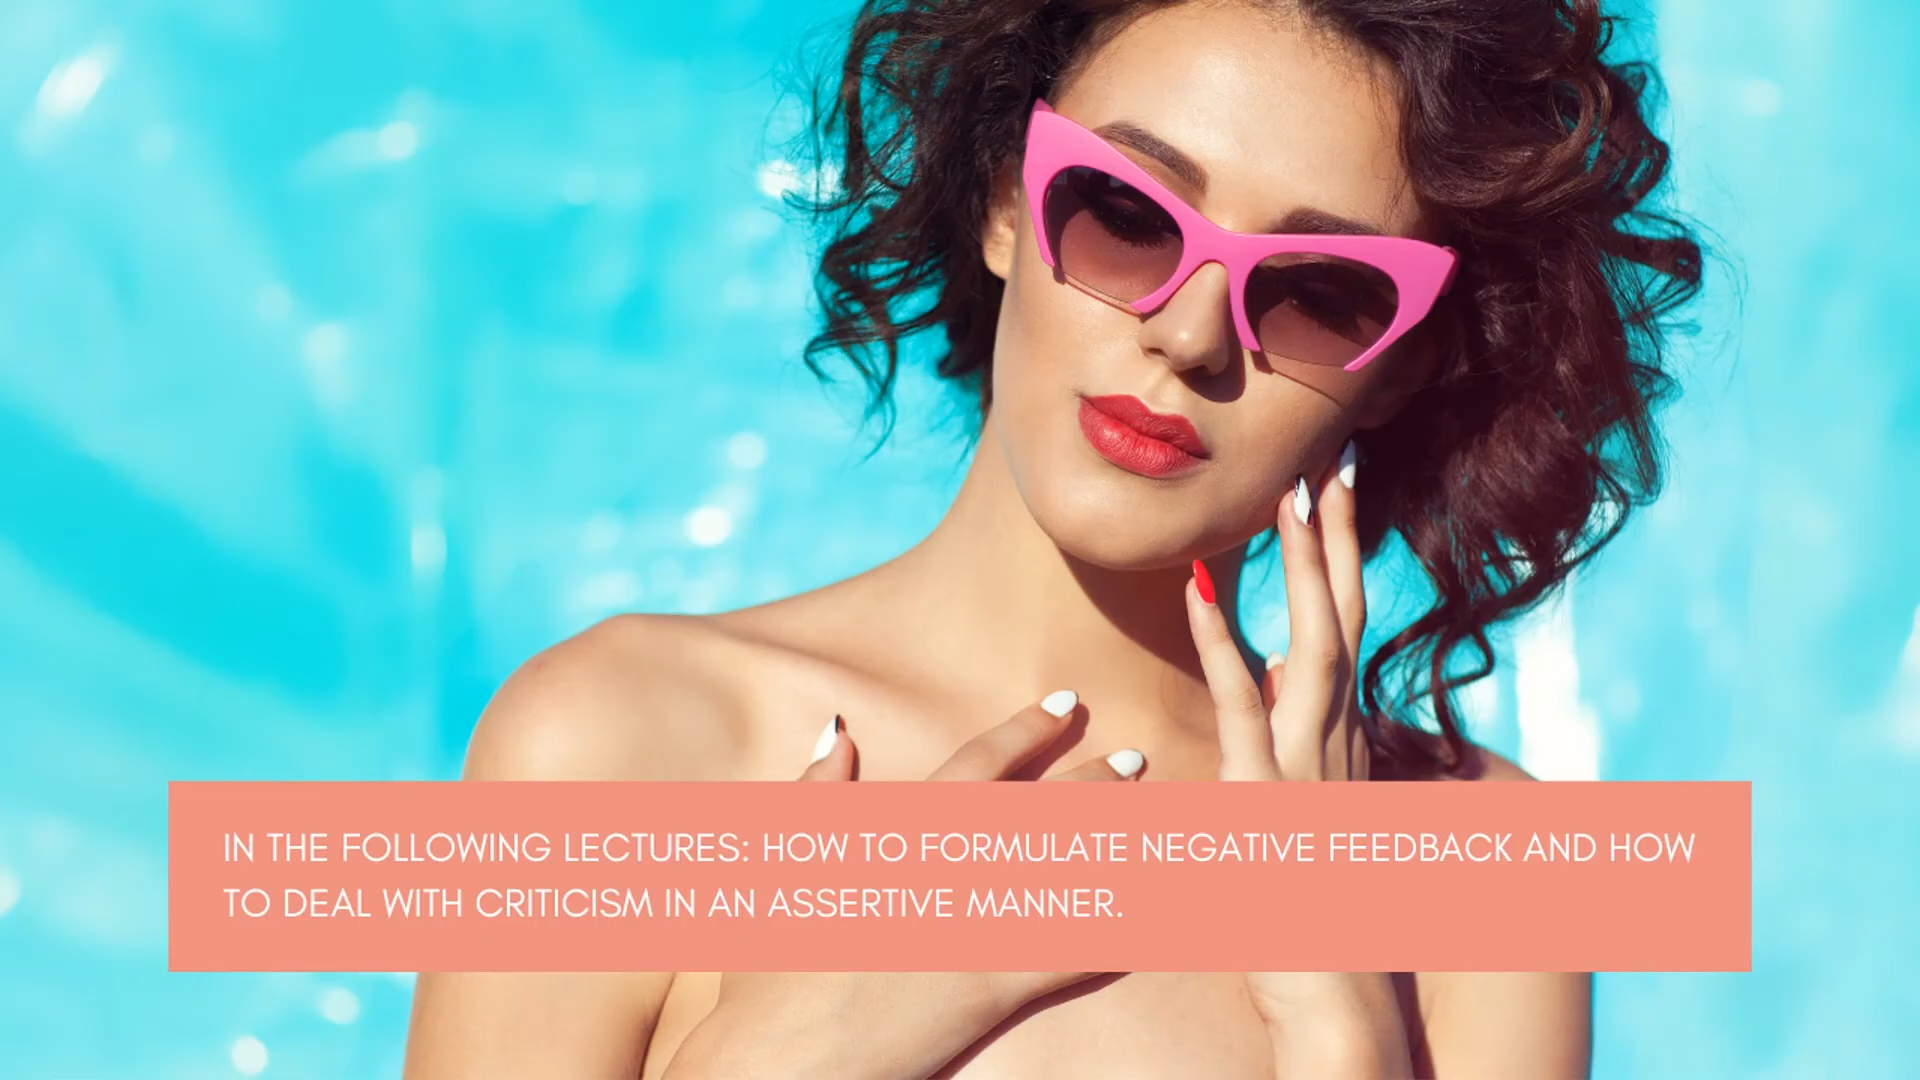 IN THE FOLLOWING LECTURES: HOW TO FORMULATE NEGATIVE FEEDBACK AND HOW
TO DEAL WITH CRITICISM IN AN ASSERTIVE MANNER.